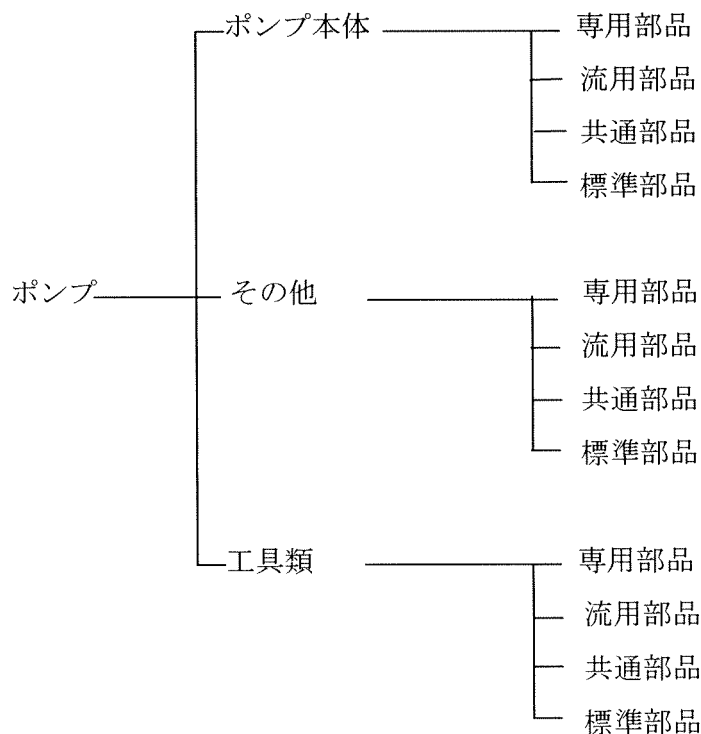 ポンプ本体 専用部品
流用部品
共通部品
標準部品
ポンプ その他 専用部品
流用部品
共通部品
標準部品
工具類 専用部品
流用部品
共通部品
標準部品